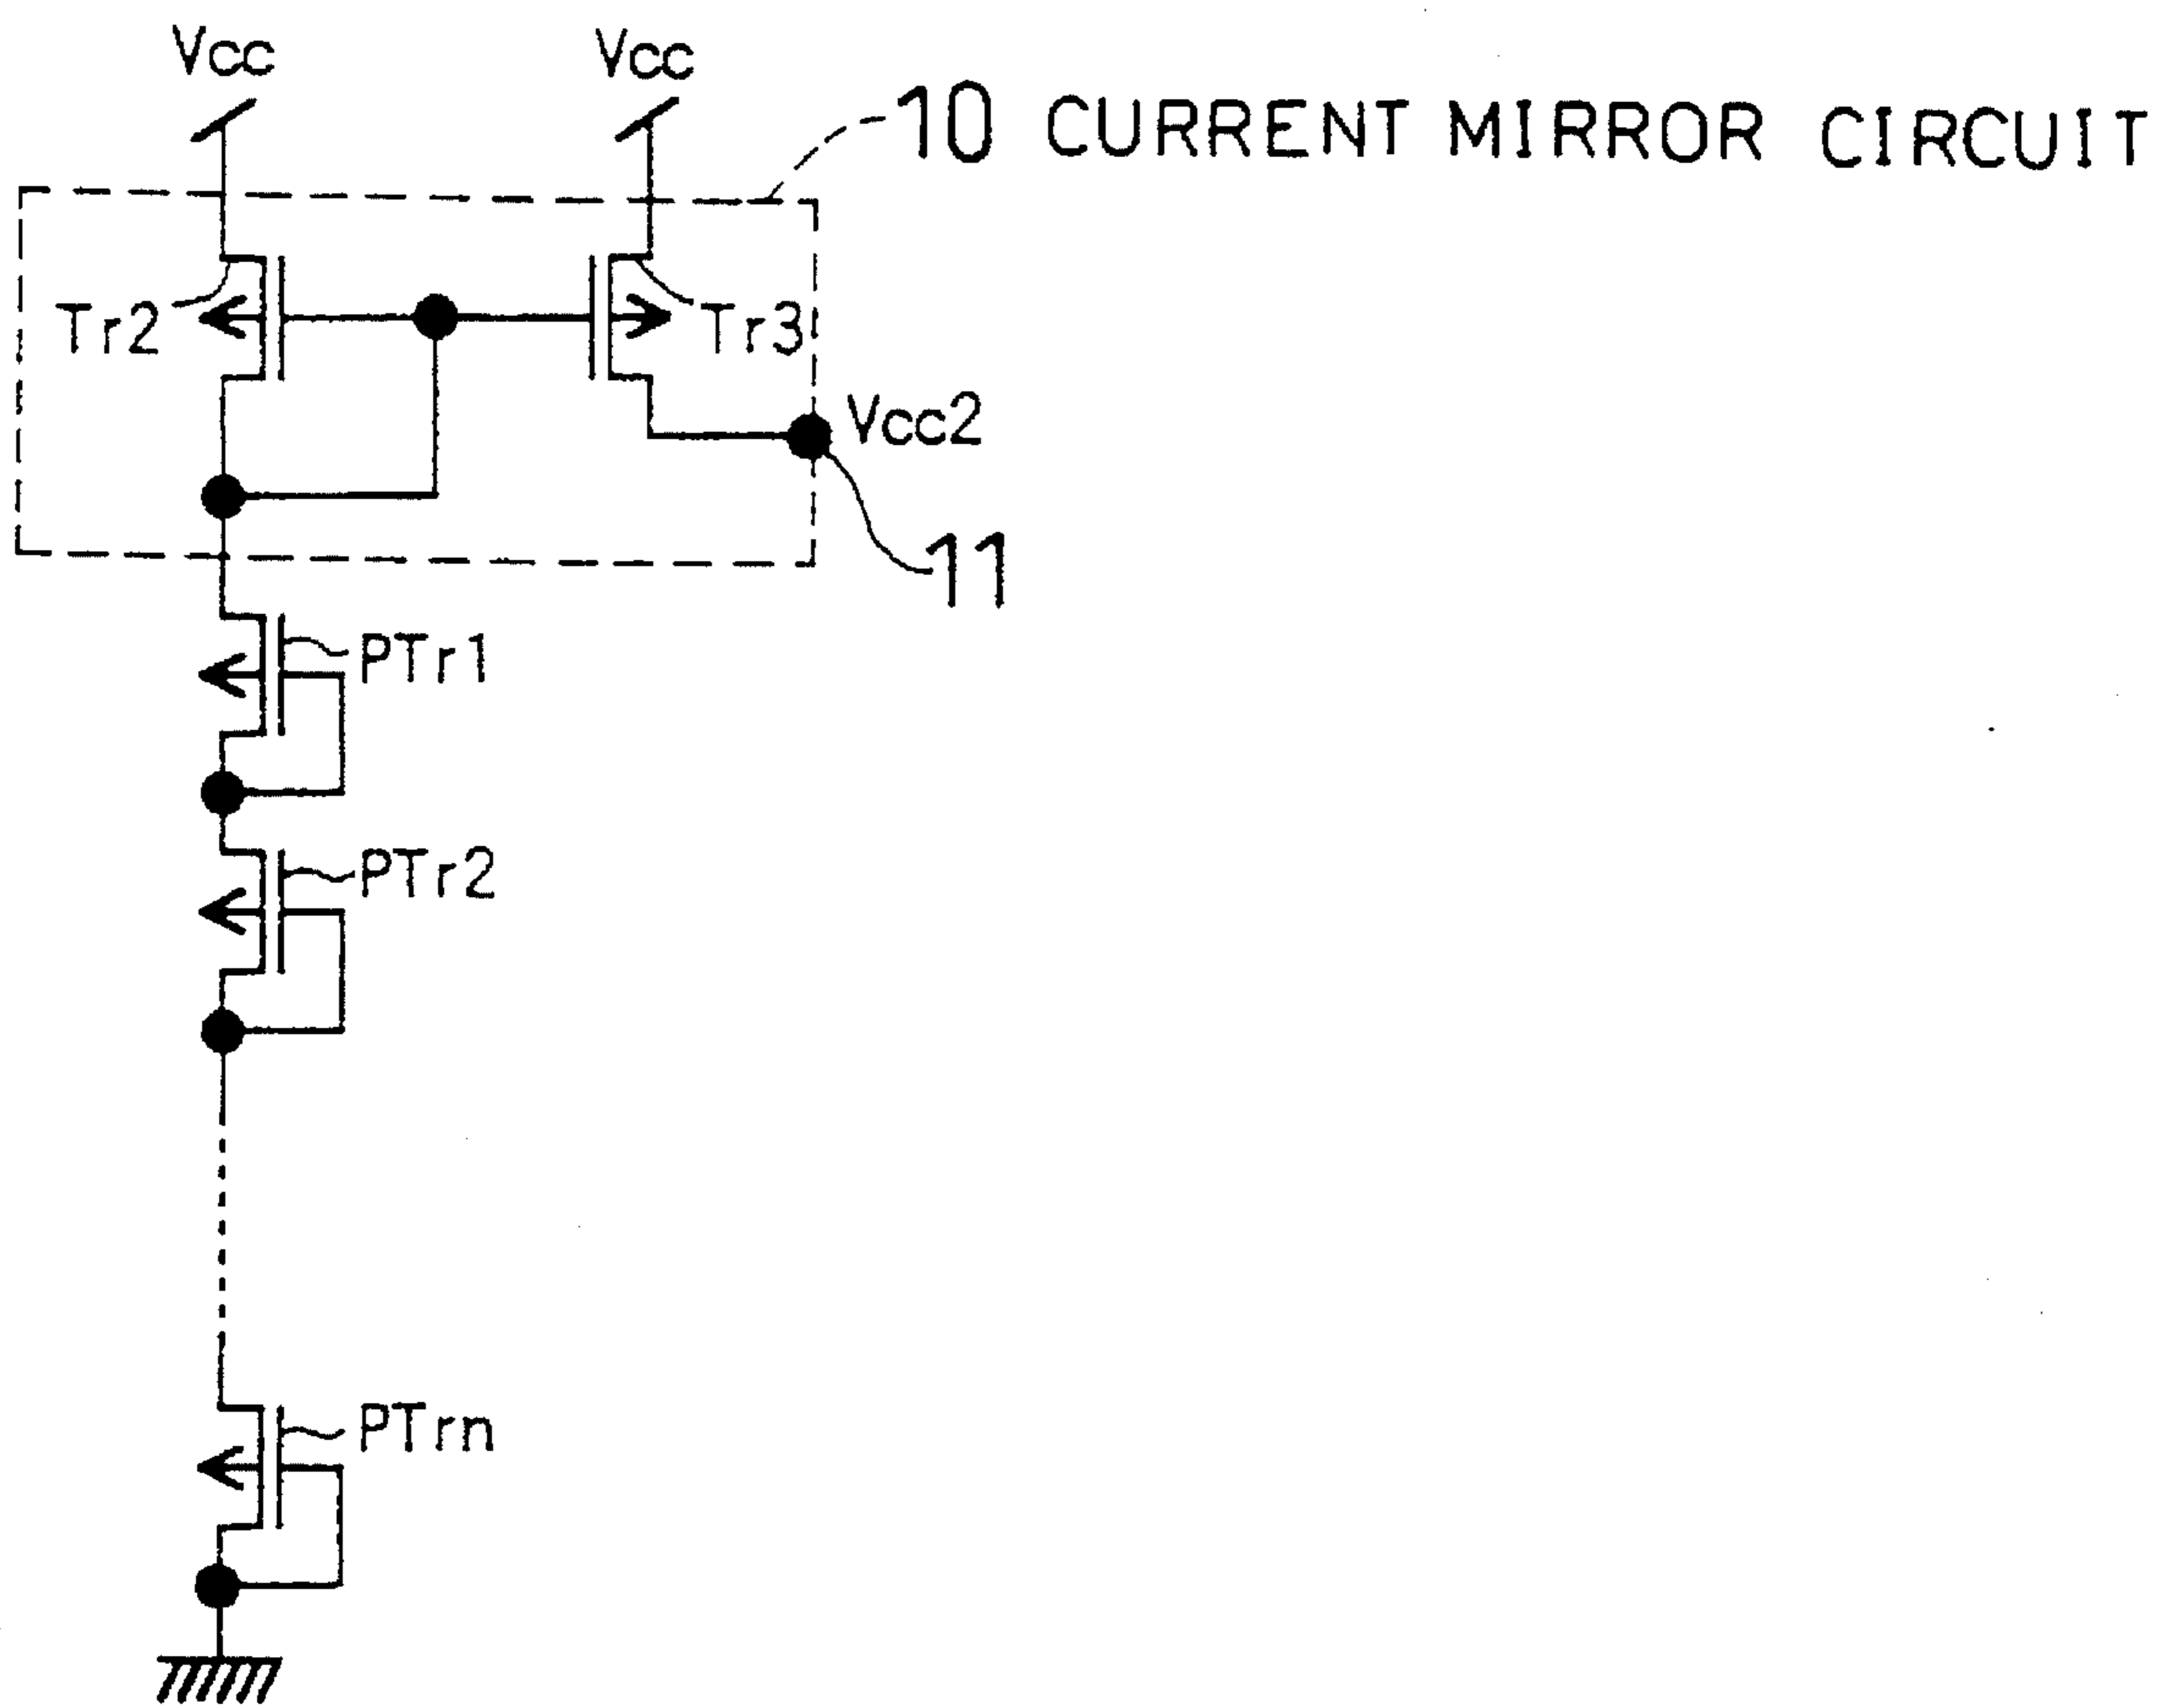 Vcc
Vcc
10 CURRENT MIRROR CIRCUIT
Tr2
Tr3
Vcc2
11
PTr1
PTr2
PTrn